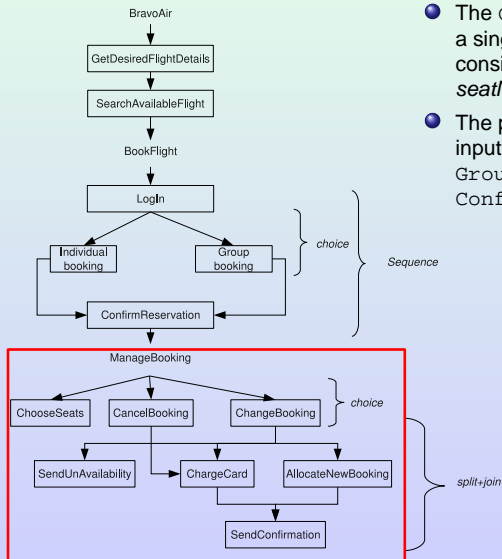 BravoAir
GetDesiredFlightDetails
SearchAvailableFlight
BookFlight
LogIn
Individual
booking
Group
booking
choice
Sequence
ConfirmReservation
ManageBooking
ChooseSeats
CancelBooking
ChangeBooking
choice
SendUnAvailability
ChargeCard
AllocateNewBooking
split+join
SendConfirmation
The
a sing
consi
seatl
The p
input
Grou
Conf